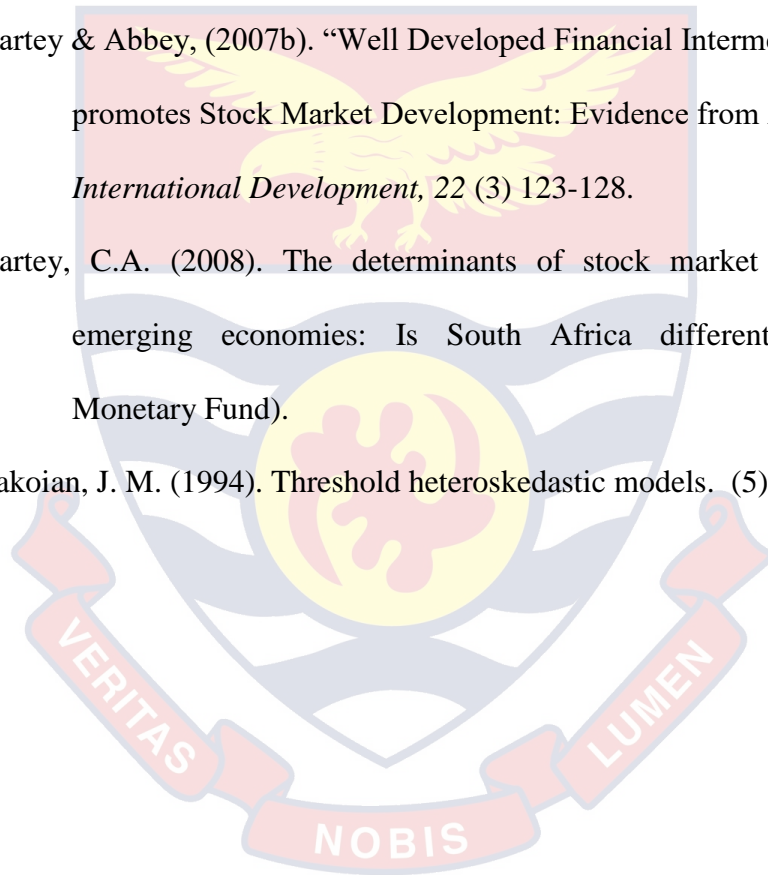 artey & Abbey, (2007b). “Well Developed Financial Interme
promotes Stock Market Development: Evidence from
International Development, 22 (3) 123-128.
artey, C.A. (2008). The determinants of stock market
emerging economies: Is South Africa different
Monetary Fund).
akoian, J. M. (1994). Threshold heteroskedastic models. (5)
VERITAS
NOBIS
LUMEN